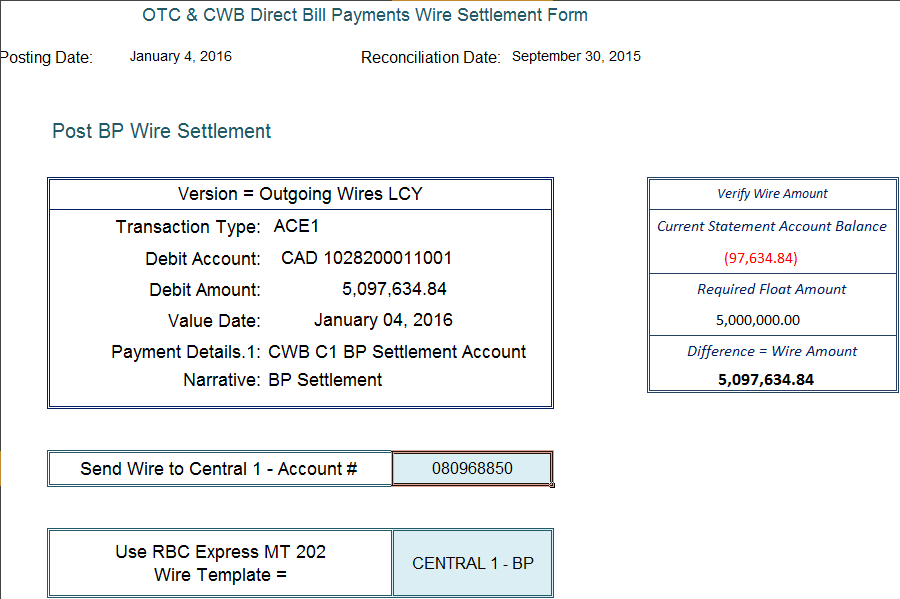 OTC & CWB Direct Bill Payments Wire Settlement Form
Posting Date: January 4, 2016 Reconciliation Date: September 30, 2015
Post BP Wire Settlement
Version = Outgoing Wires LCY
Transaction Type: ACE1
Debit Account: CAD 1028200011001
Debit Amount: 5,097,634.84
Value Date: January 04, 2016
Payment Details.1: CWB C1 BP Settlement Account
Narrative: BP Settlement
Verify Wire Amount
Current Statement Account Balance
(97,634.84)
Required Float Amount
5,000,000.00
Difference = Wire Amount
5,097,634.84
Send Wire to Central 1 - Account # 080968850
Use RBC Express MT 202
Wire Template =
CENTRAL 1 - BP